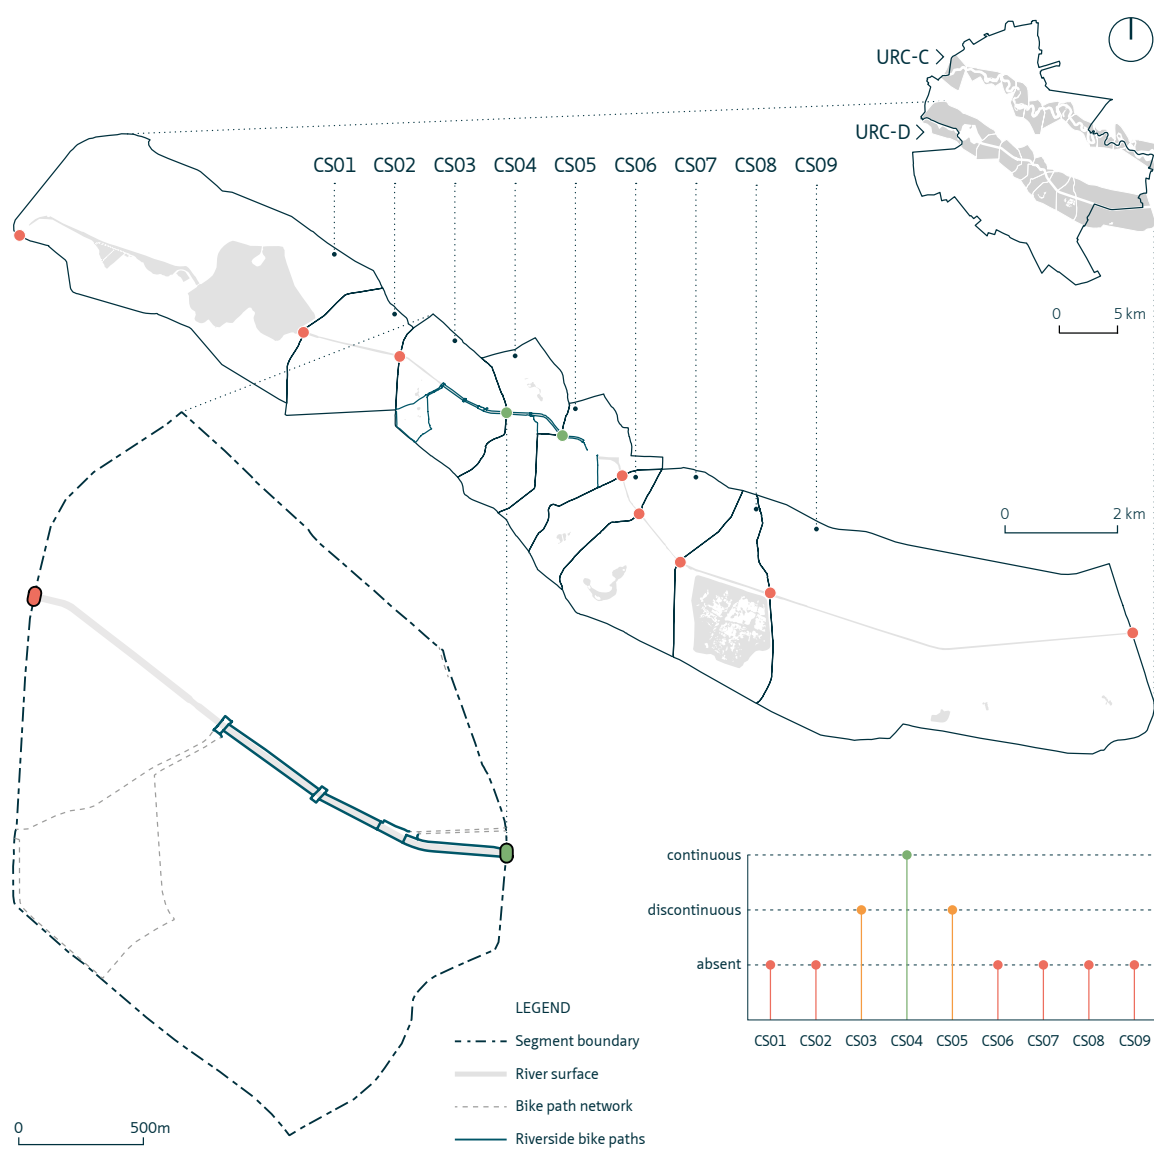 URC-C
URC-D
CS01 CS02 CS03 CS04 CS05 CS06 CS07 CS08 CS09
0 5 km
0 2 km
continuous
discontinuous
absent
CS01 CS02 CS03 CS04 CS05 CS06 CS07 CS08 CS09
LEGEND
Segment boundary
River surface
Bike path network
Riverside bike paths
0 500m